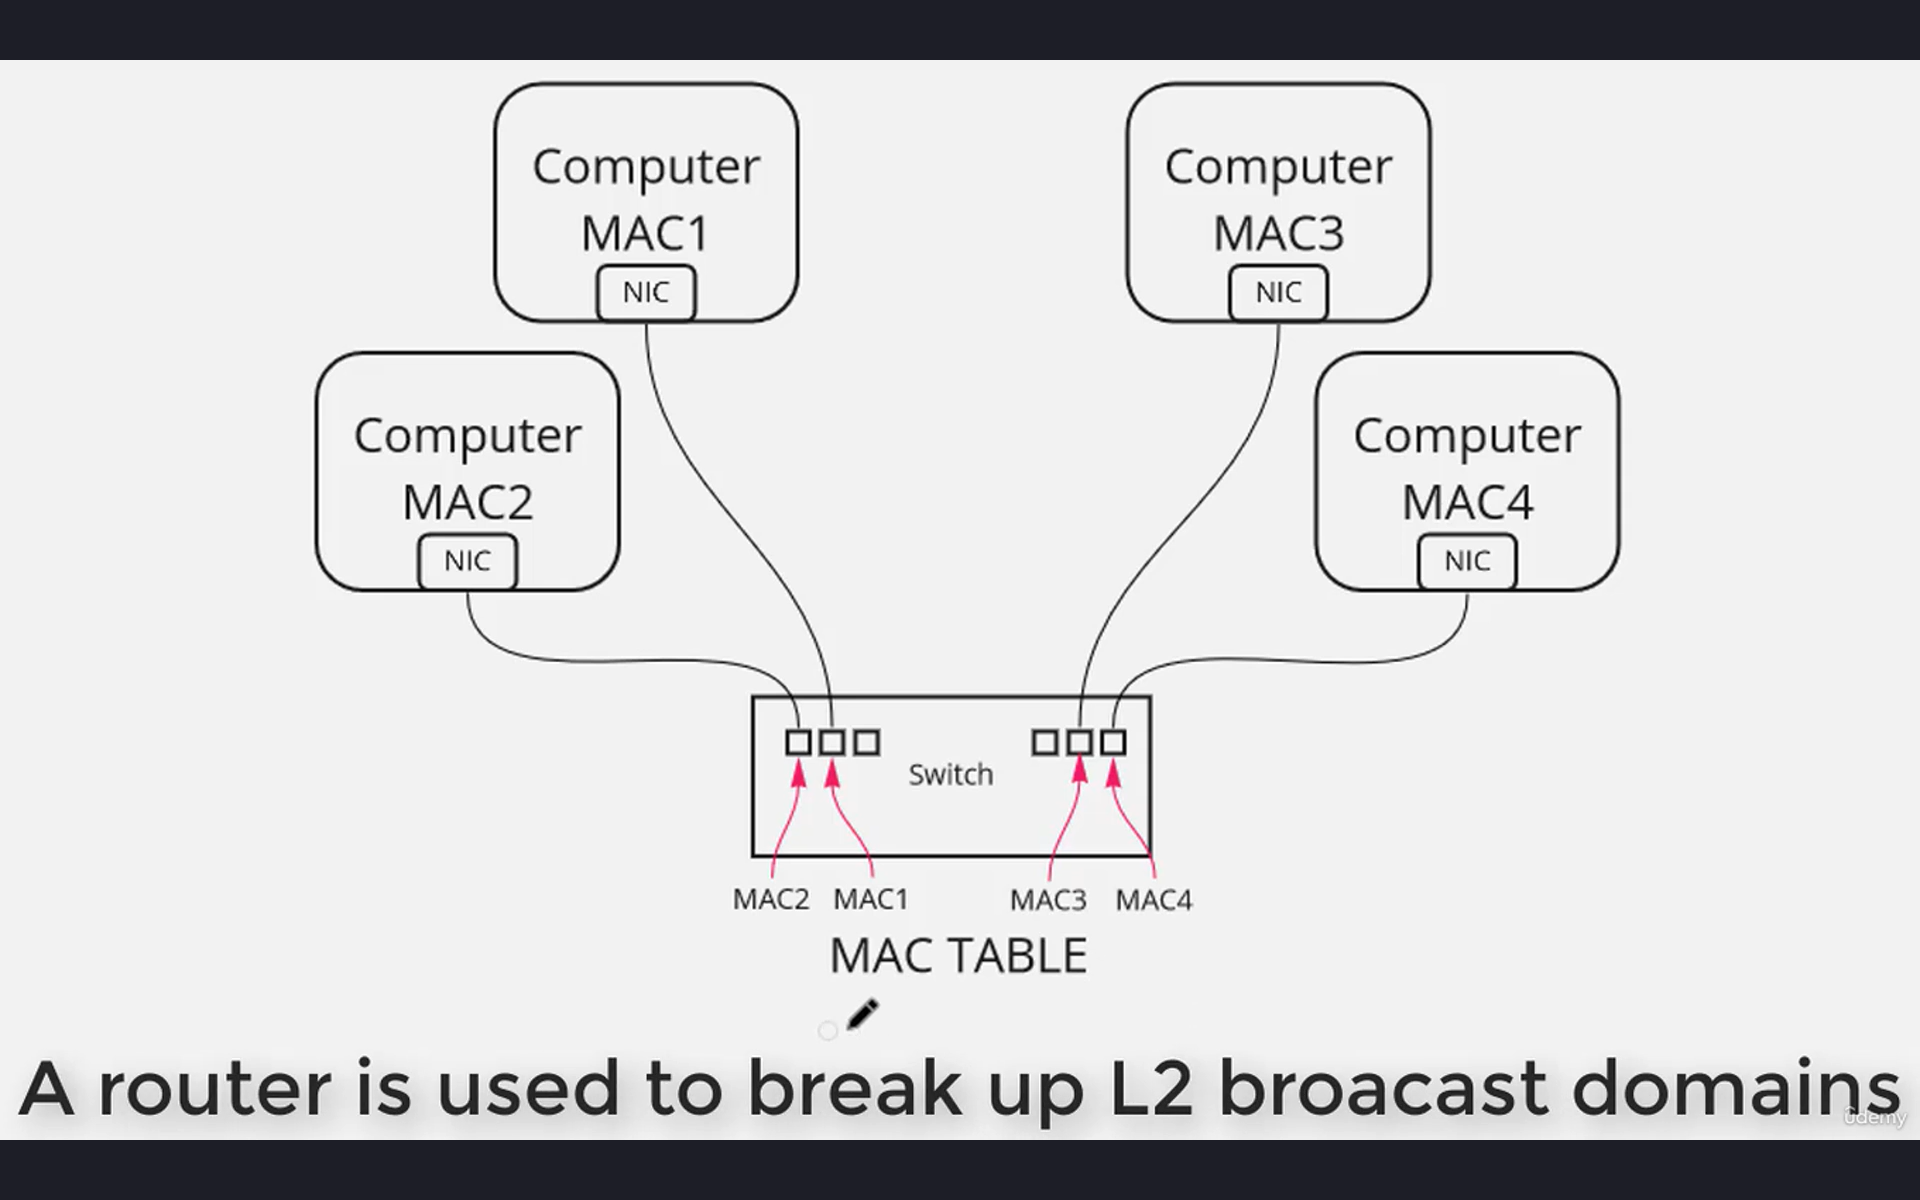 Computer
MAC1
NIC
Computer
MAC3
NIC
Computer
MAC2
NIC
Computer
MAC4
NIC
Switch
MAC2 MAC1 MAC3 MAC4
MAC TABLE
A router is used to break up L2 broacast domains
ûdemy